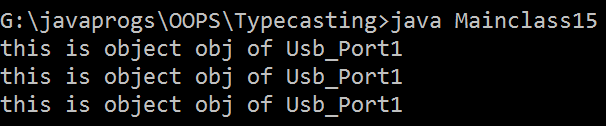 G:\javaprogs\OOPS\Typecasting>java Mainclass15
this is object obj of Usb_Port1
this is object obj of Usb_Port1
this is object obj of Usb_Port1